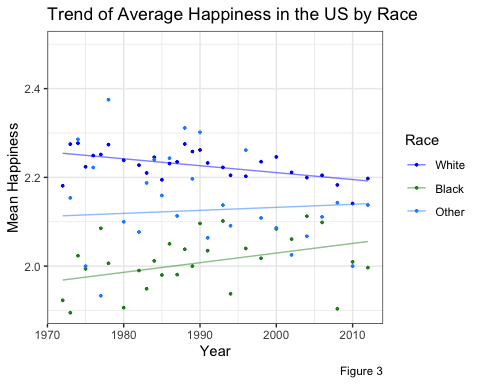 Trend of Average Happiness in the US by Race
Mean Happiness
2.4
2.2
2.0
1970
1980
1990
2000
2010
Year
Race
White
Black
Other
Figure 3